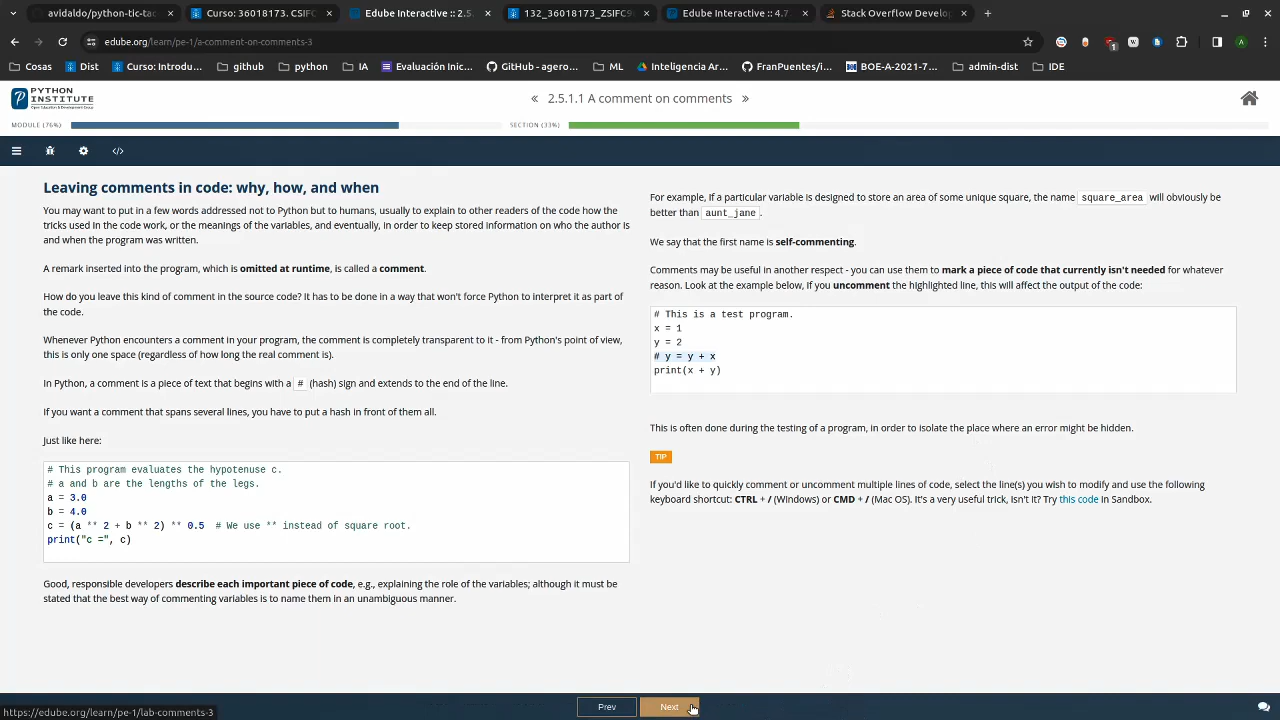 avidaldo/python-tic-tac
Curso: 36018173. CSIFC
Edube Interactive :: 2.5.
132_36018173_ZSIFC9
Edube Interactive :: 4.7
Stack Overflow Develo
edube.org/learn/pe-1/a-comment-on-comments-3
1
A
Cosas
Dist
Curso: Introdu...
github
python
IA
Evaluación Inic...
GitHub - agero...
ML
Inteligencia Ar...
FranPuentes/i...
BOE-A-2021-7...
admin-dist
IDE
PYTHON
INSTITUTE
Open Education & Development Group
« 2.5.1.1 A comment on comments »
MODULE (76%)
SECTION (33%)
Leaving comments in code: why, how, and when
You may want to put in a few words addressed not to Python but to humans, usually to explain to other readers of the code how the
tricks used in the code work, or the meanings of the variables, and eventually, in order to keep stored information on who the author is
and when the program was written.
A remark inserted into the program, which is omitted at runtime, is called a comment.
How do you leave this kind of comment in the source code? It has to be done in a way that won't force Python to interpret it as part of
the code.
Whenever Python encounters a comment in your program, the comment is completely transparent to it - from Python's point of view,
this is only one space (regardless of how long the real comment is).
In Python, a comment is a piece of text that begins with a # (hash) sign and extends to the end of the line.
If you want a comment that spans several lines, you have to put a hash in front of them all.
Just like here:
# This program evaluates the hypotenuse c.
# a and b are the lengths of the legs.
a = 3.0
b = 4.0
c = (a ** 2 + b ** 2) ** 0.5  # We use ** instead of square root.
print("c =", c)
Good, responsible developers describe each important piece of code, e.g., explaining the role of the variables; although it must be
stated that the best way of commenting variables is to name them in an unambiguous manner.
For example, if a particular variable is designed to store an area of some unique square, the name square_area will obviously be
better than aunt_jane.
We say that the first name is self-commenting.
Comments may be useful in another respect - you can use them to mark a piece of code that currently isn't needed for whatever
reason. Look at the example below, if you uncomment the highlighted line, this will affect the output of the code:
# This is a test program.
x = 1
y = 2
# y = y + x
print(x + y)
This is often done during the testing of a program, in order to isolate the place where an error might be hidden.
TIP
If you'd like to quickly comment or uncomment multiple lines of code, select the line(s) you wish to modify and use the following
keyboard shortcut: CTRL + / (Windows) or CMD + / (Mac OS). It's a very useful trick, isn't it? Try this code in Sandbox.
Prev
Next
https://edube.org/learn/pe-1/lab-comments-3